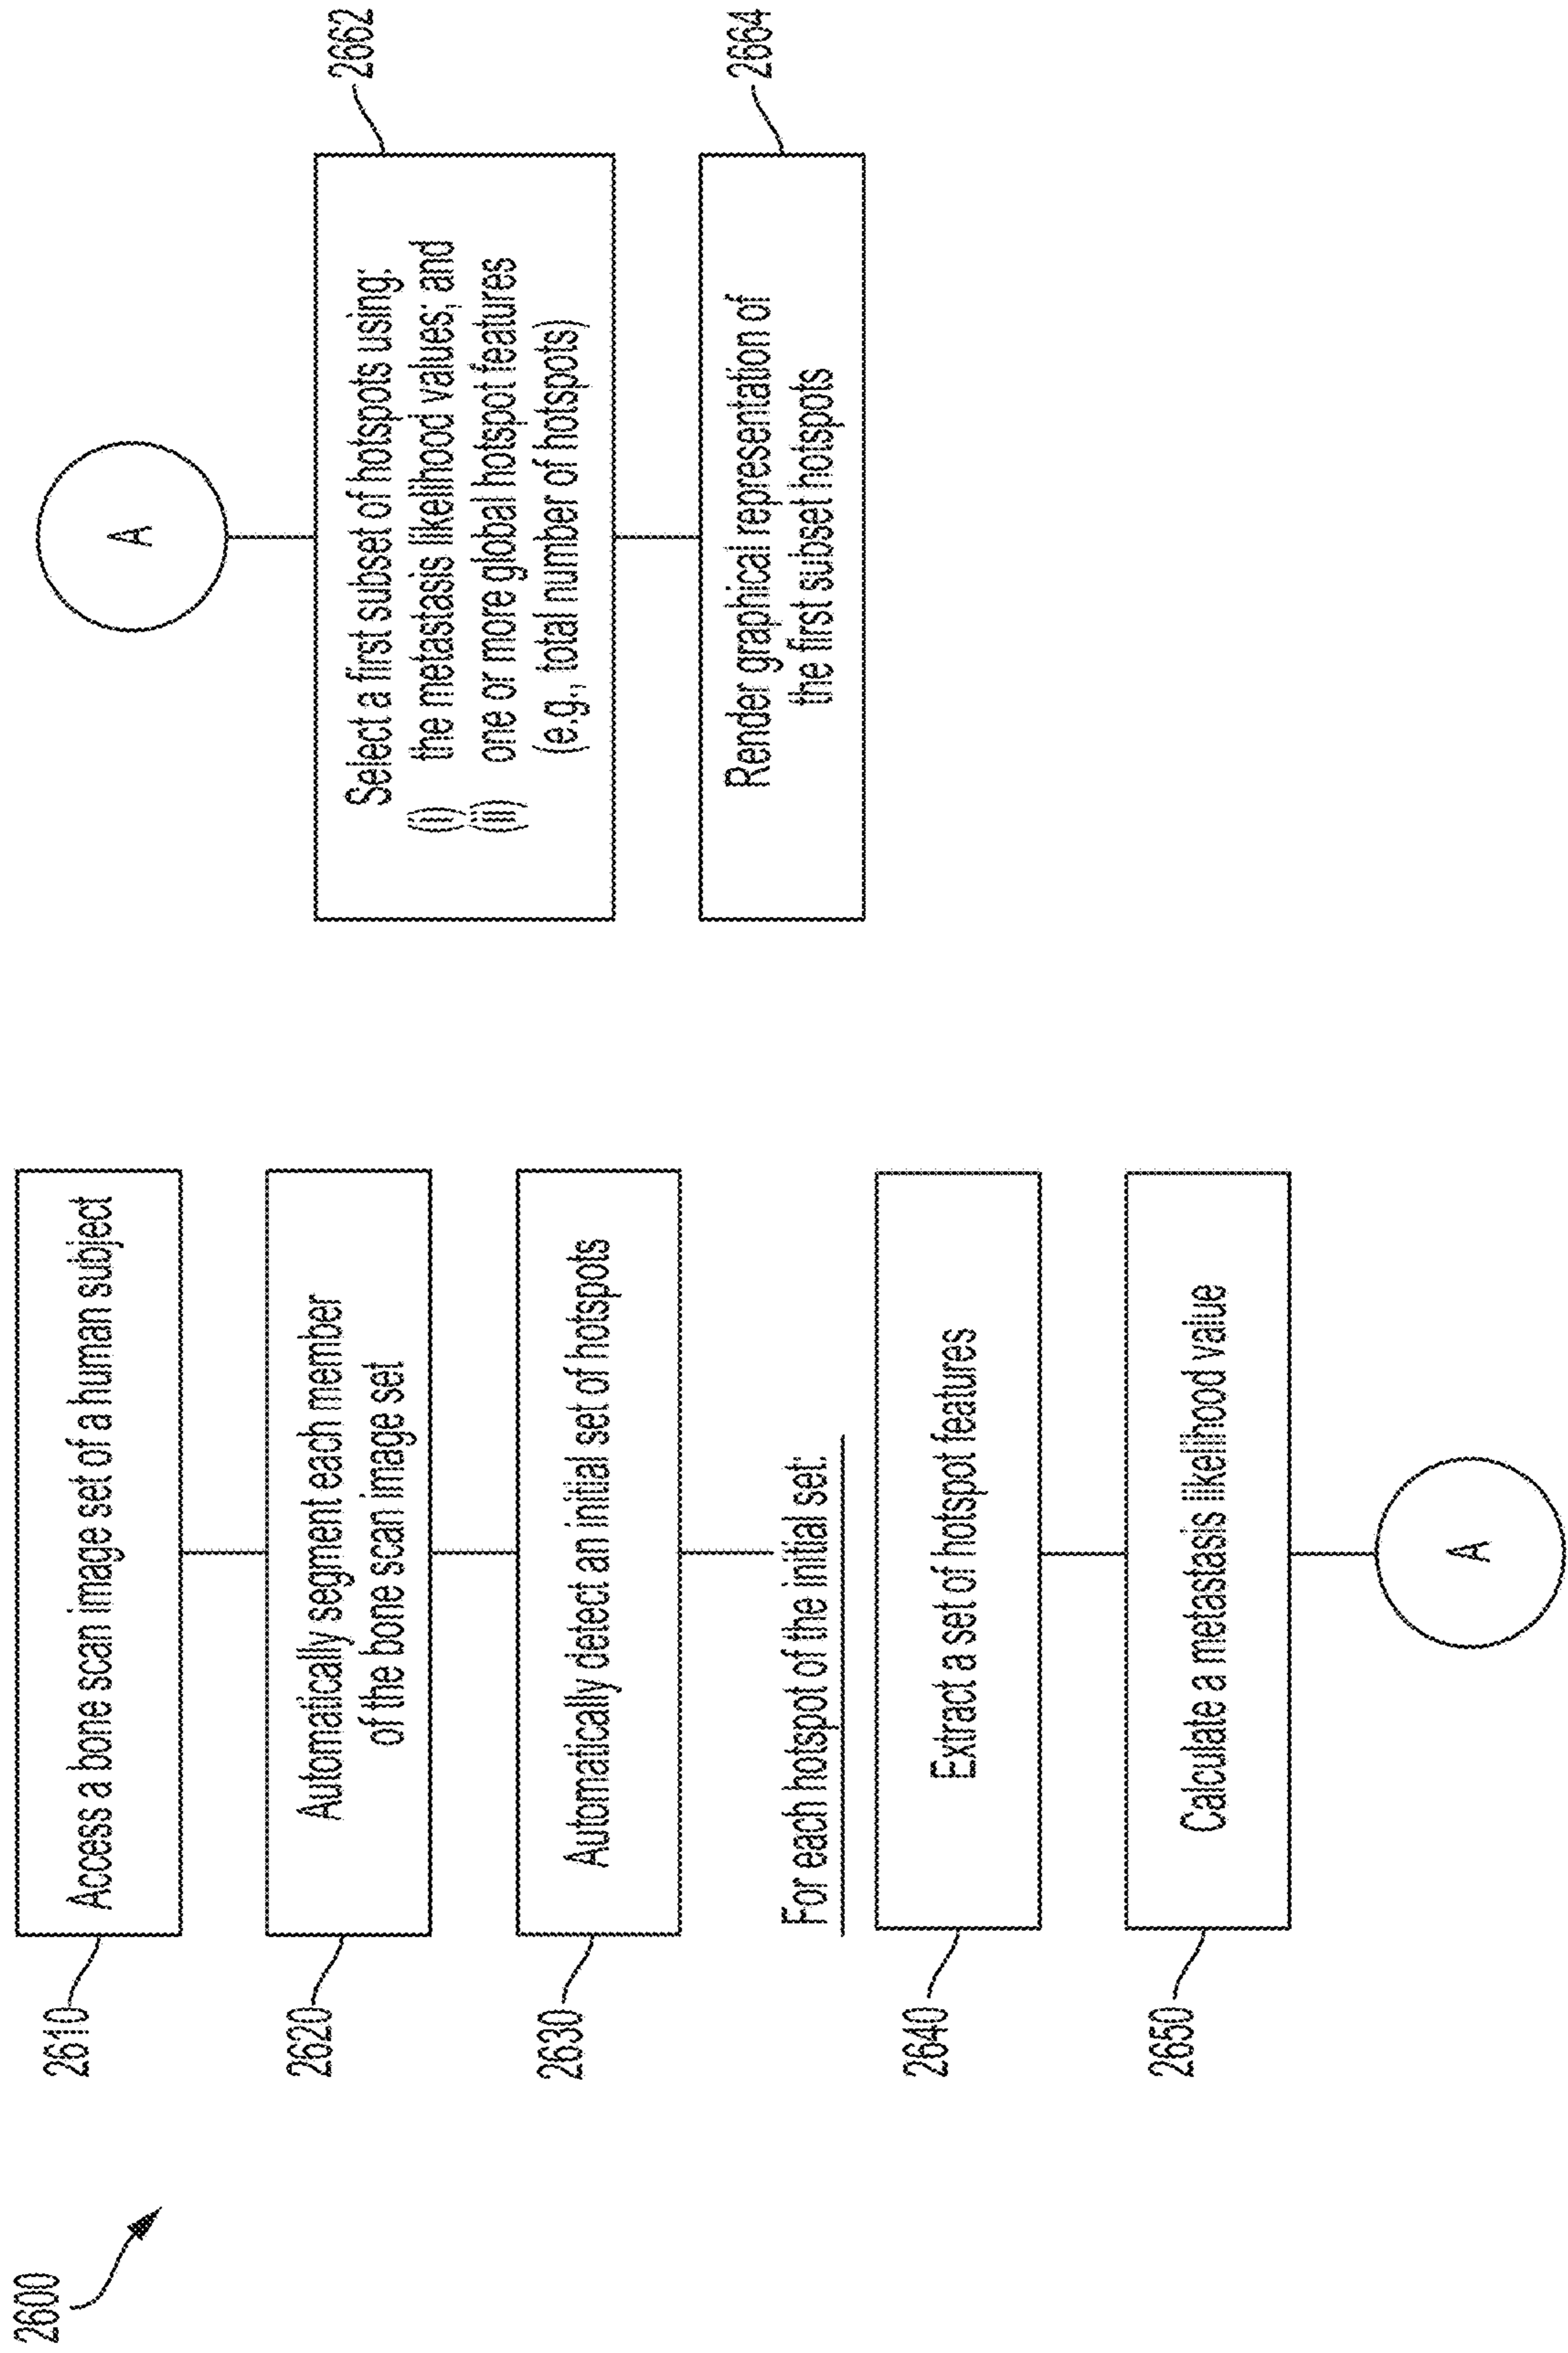 2600
2610
Access a bone scan image set of a human subject
2620
Automatically segment each member
of the bone scan image set
2630
Automatically detect an initial set of hotspots
For each hotspot of the initial set:
2640
Extract a set of hotspot features
2650
Calculate a metastasis likelihood value
A
A
Select a first subset of hotspots using:
(i) the metastasis likelihood values; and
(ii) one or more global hotspot features
(e.g., total number of hotspots)
2662
Render graphical representation of
the first subset hotspots
2664